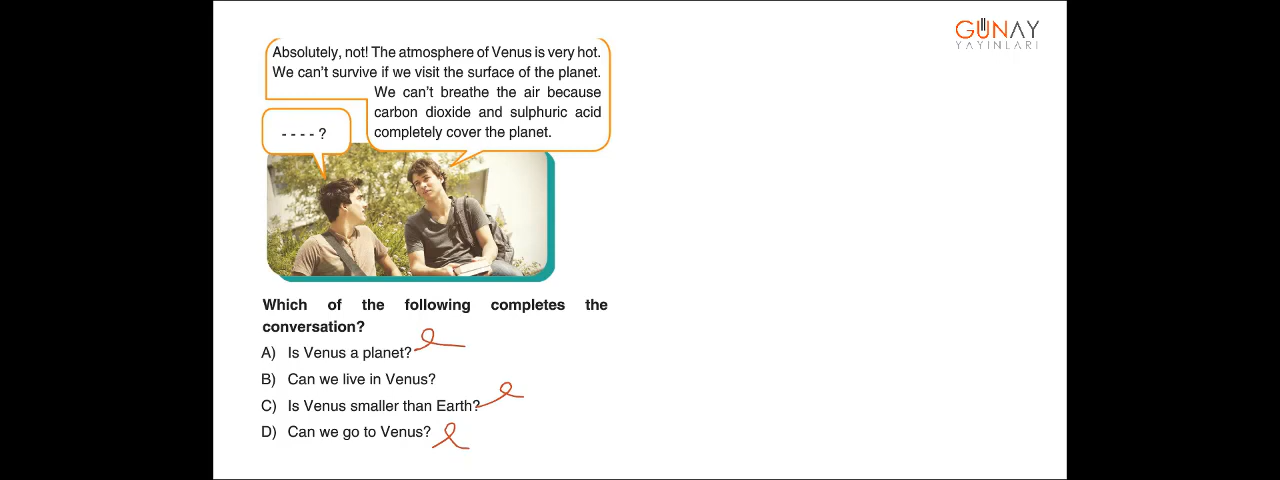 GÜNAY
YAYINLARI
Absolutely, not! The atmosphere of Venus is very hot.
We can't survive if we visit the surface of the planet.
We can't breathe the air because
carbon dioxide and sulphuric acid
completely cover the planet.
- - - - ?
Which of the following completes the
conversation?
A) Is Venus a planet?
B) Can we live in Venus?
C) Is Venus smaller than Earth?
D) Can we go to Venus?